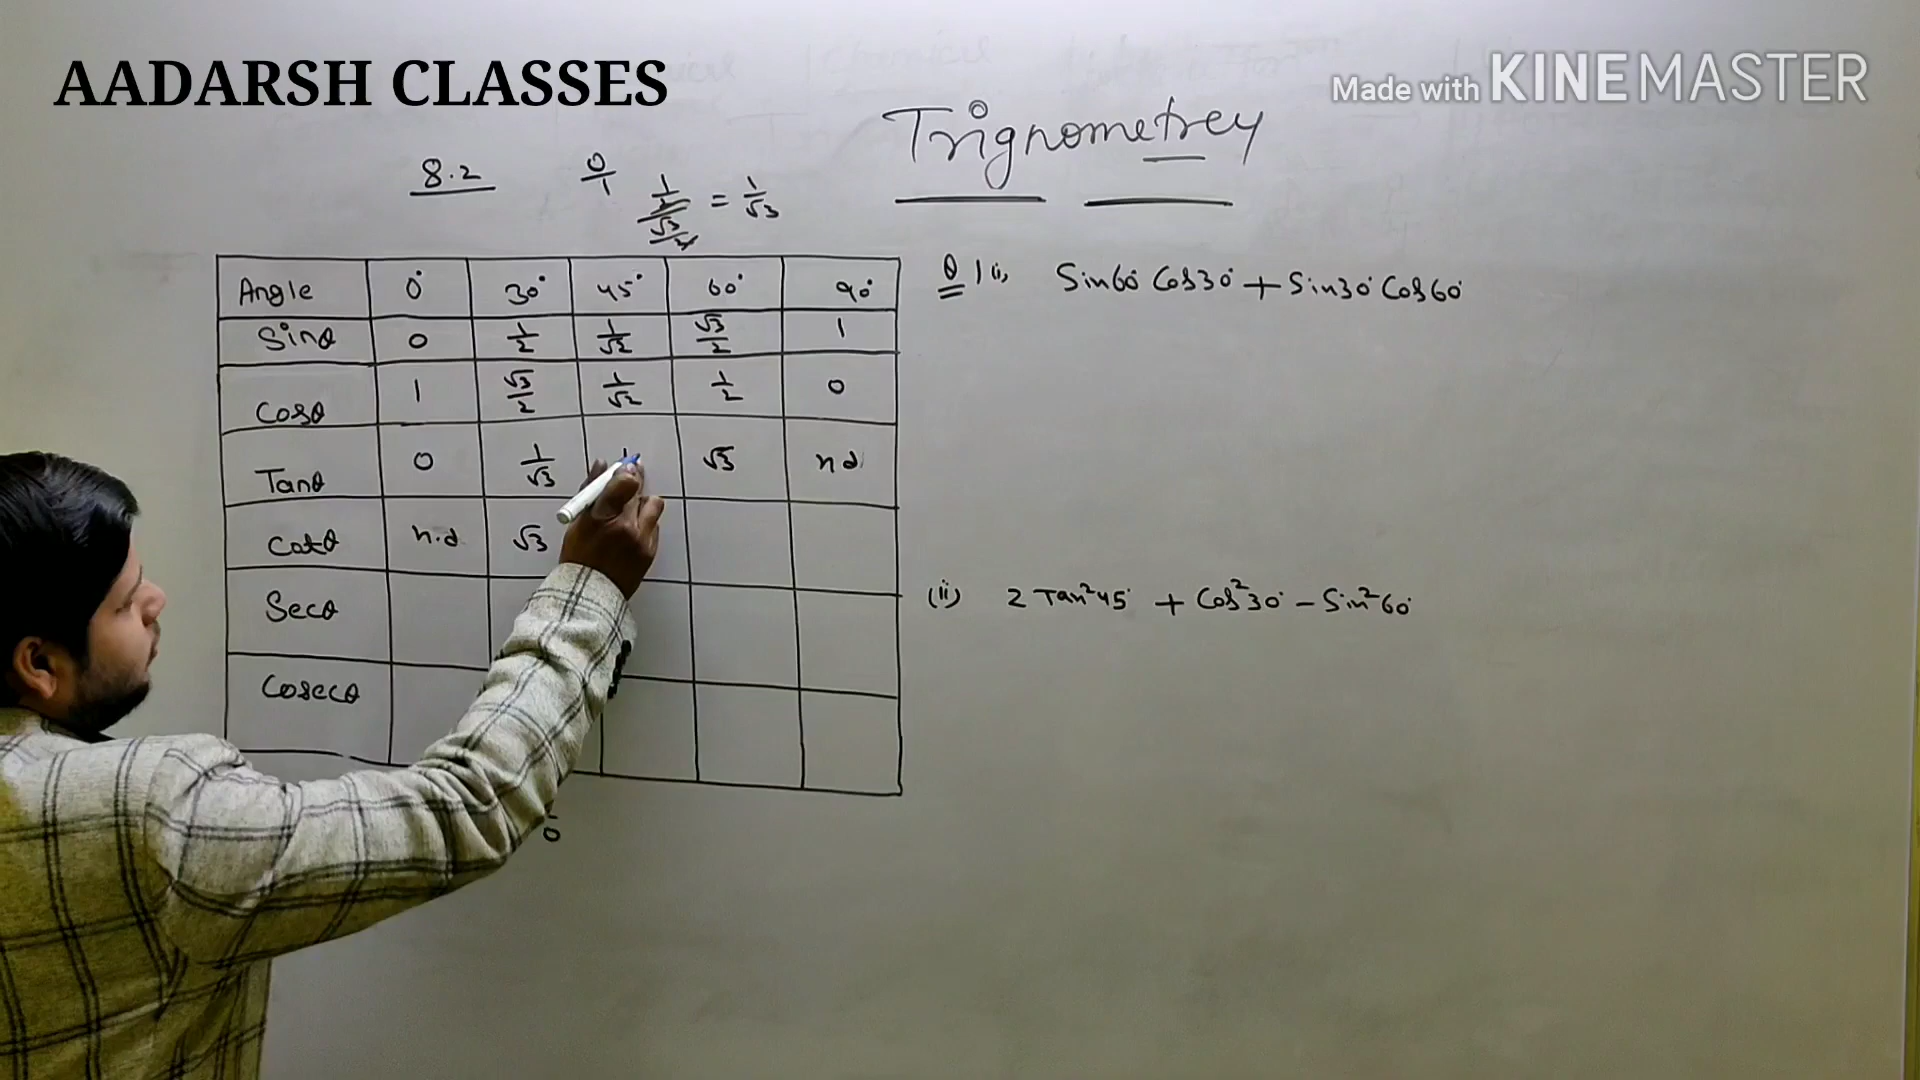 AADARSH CLASSES
Made with KINEMASTER
Trignometrey
8.2
0/1
1/2 / √3/2 = 1/√3
Angle 0° 30° 45° 60° 90°
Sinθ 0 1/2 1/√2 √3/2 1
Cosθ 1 √3/2 1/√2 1/2 0
Tanθ 0 1/√3 1 √3 n d
Cotθ n.d √3
Secθ
Cosecθ
0
Q 1 (i) Sin60° Cos30° + Sin30° Cos60°
(ii) 2 Tan²45° + Cos²30° – Sin²60°